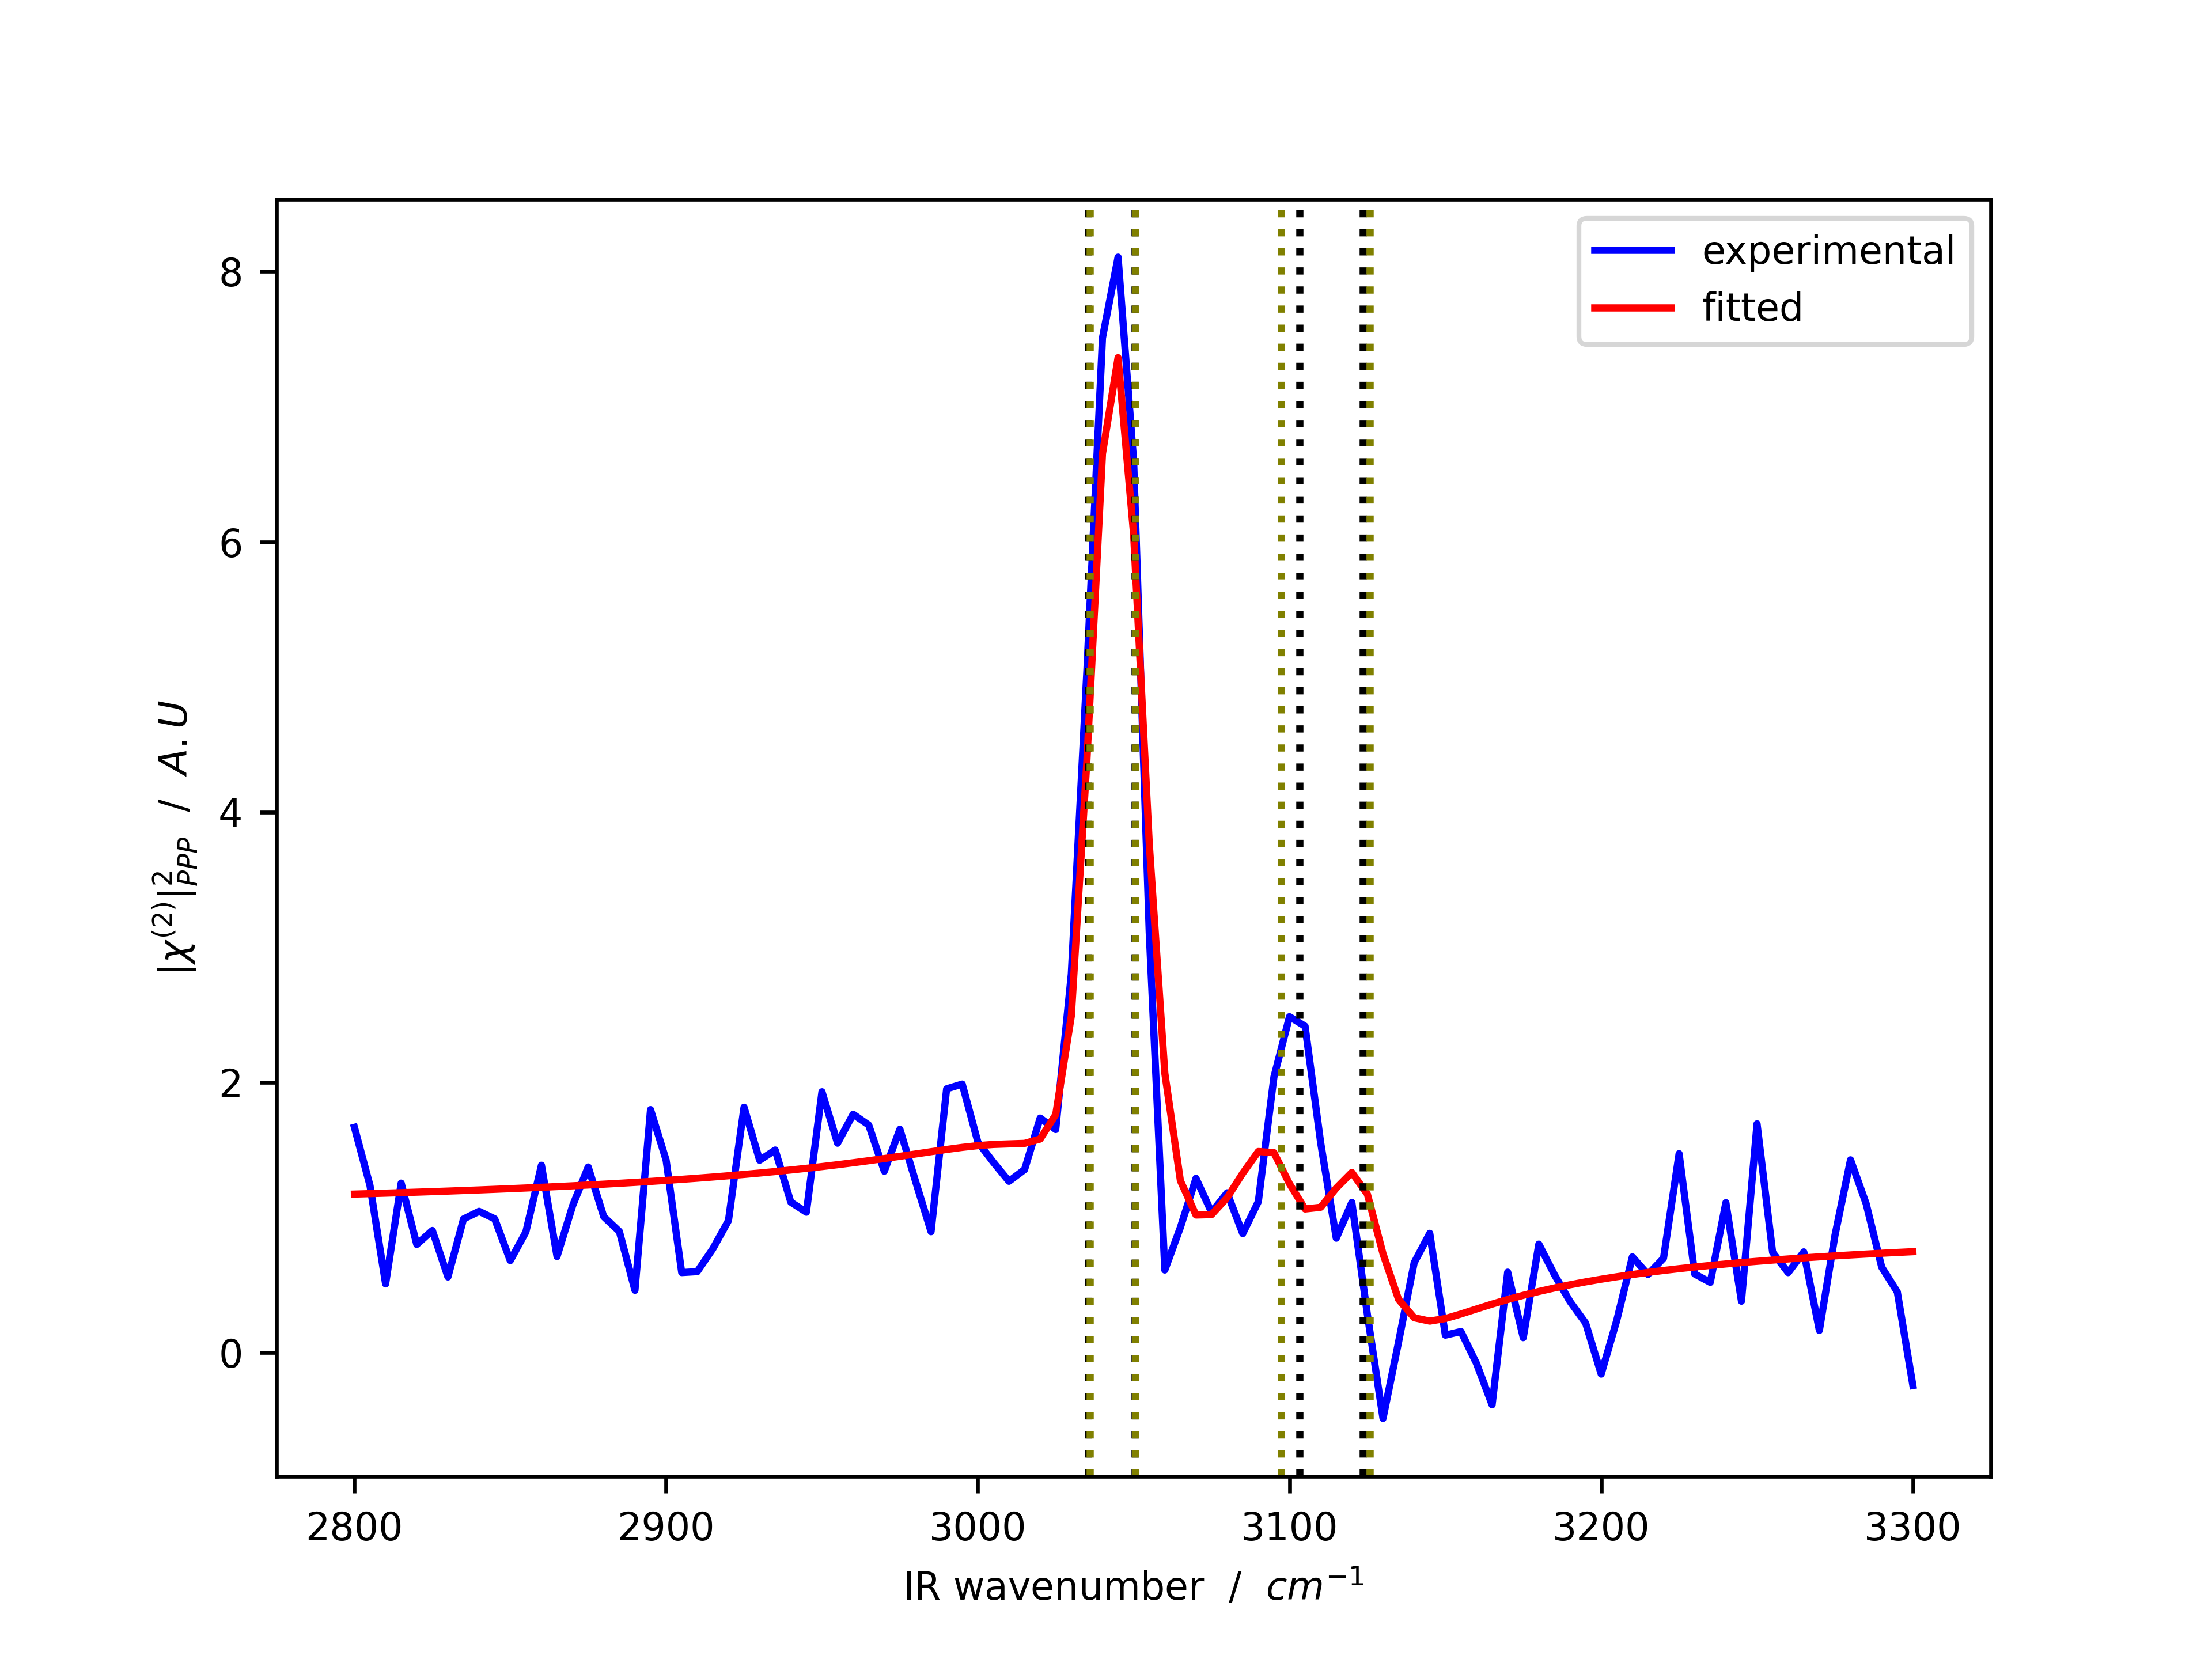 experimental
fitted
8
6
4
2
0
|χ⁽²⁾|²_PPP / A.U
2800 2900 3000 3100 3200 3300
IR wavenumber / cm⁻¹